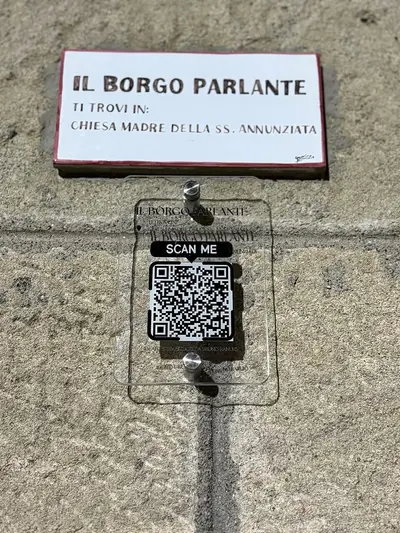 IL BORGO PARLANTE
TI TROVI IN:
CHIESA MADRE DELLA SS. ANNUNZIATA
IL BORGO PARLANTE
SCAN ME